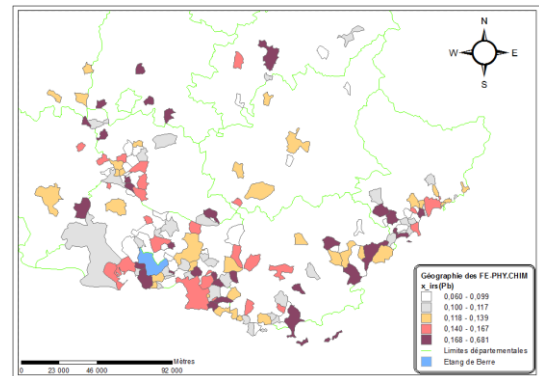 N
W E
S
Géographie des FE-PHY.CHIM
x_irs(Pb)
0,060 - 0,099
0,100 - 0,117
0,118 - 0,139
0,140 - 0,167
0,168 - 0,681
Limites départementales
Etang de Berre
Mètres
0 23 000 46 000 92 000